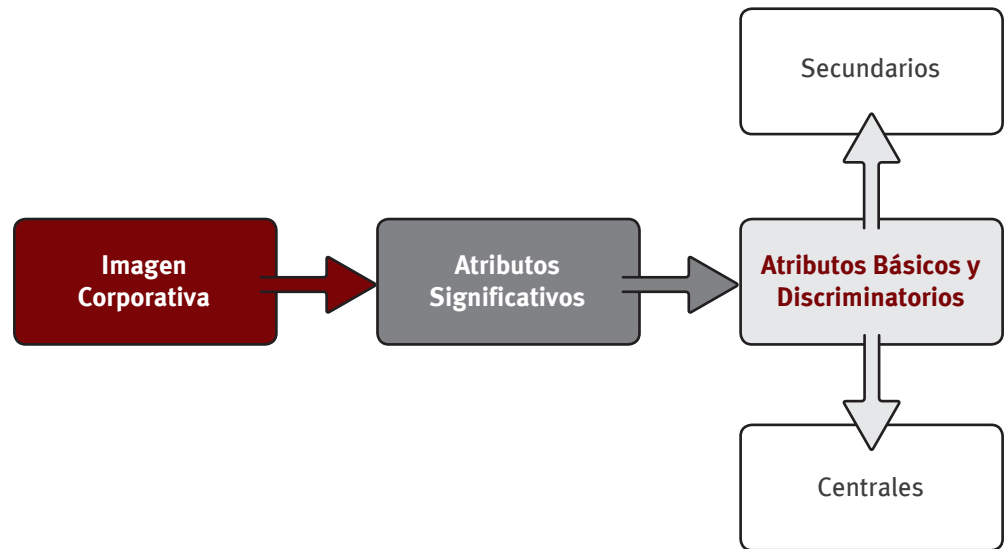 Secundarios
Imagen
Corporativa
Atributos
Significativos
Atributos Básicos y
Discriminatorios
Centrales